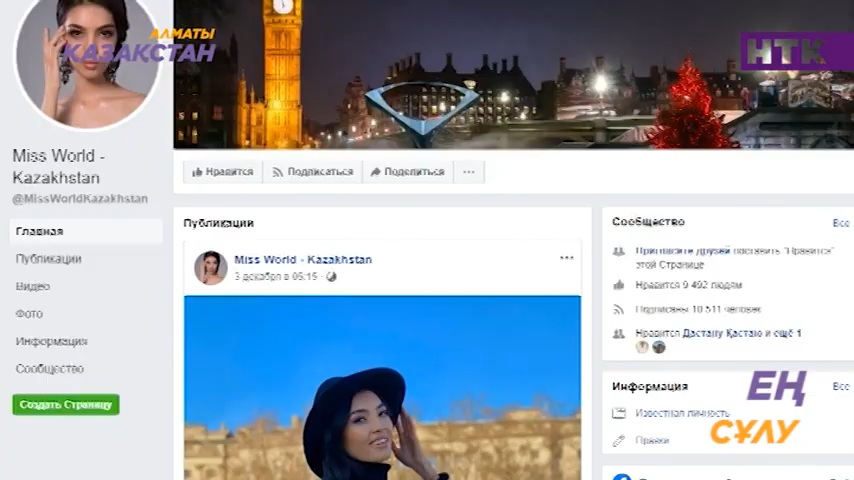 АЛМАТЫ
ҚАЗАҚСТАН
НТК
Miss World -
Kazakhstan
@MissWorldKazakhstan
Нравится
Подписаться
Поделиться
...
Главная
Публикации
Видео
Фото
Информация
Сообщество
Создать Страницу
Публикации
Miss World - Kazakhstan
3 декабря в 05:15 ·
Сообщество
Все
Пригласите друзей поставить "Нравится"
этой Странице
Нравится 9 492 людям
Подписаны 10 511 человек
Нравится Дастану Қастаю и ещё 1
Информация
Все
Известная личность
Правки
ЕҢ
СҰЛУ